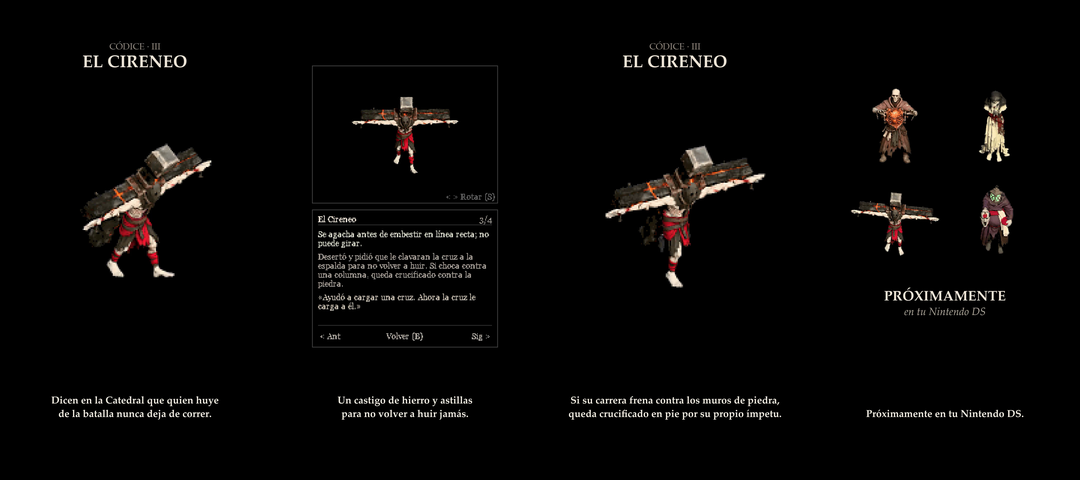 CÓDICE · III
EL CIRENEO
Dicen en la Catedral que quien huye
de la batalla nunca deja de correr.
< > Rotar [S]
El Cireneo
3/4
Se agacha antes de embestir en línea recta; no
puede girar.
Desertó y pidió que le clavaran la cruz a la
espalda para no volver a huir. Si choca contra
una columna, queda crucificado contra la
piedra.
«Ayudó a cargar una cruz. Ahora la cruz le
carga a él.»
< Ant
Volver [B]
Sig >
Un castigo de hierro y astillas
para no volver a huir jamás.
CÓDICE · III
EL CIRENEO
Si su carrera frena contra los muros de piedra,
queda crucificado en pie por su propio ímpetu.
PRÓXIMAMENTE
en tu Nintendo DS
Próximamente en tu Nintendo DS.